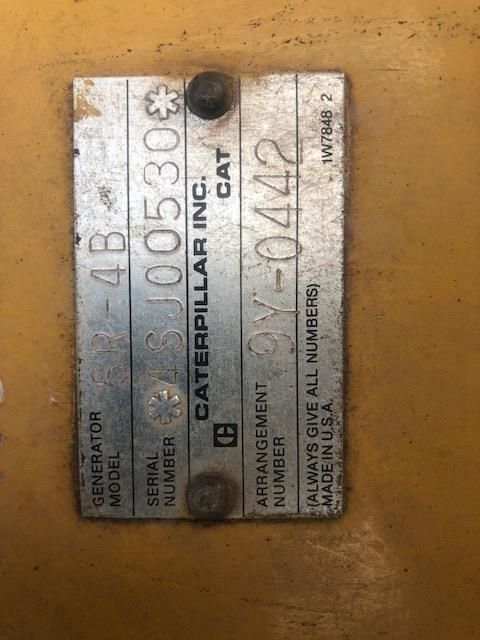 GENERATOR MODEL SR-4B
SERIAL NUMBER *4SJ00530*
CATERPILLAR INC.
C CAT
ARRANGEMENT NUMBER 9Y-0442
(ALWAYS GIVE ALL NUMBERS)
MADE IN U.S.A. 1W7848 2